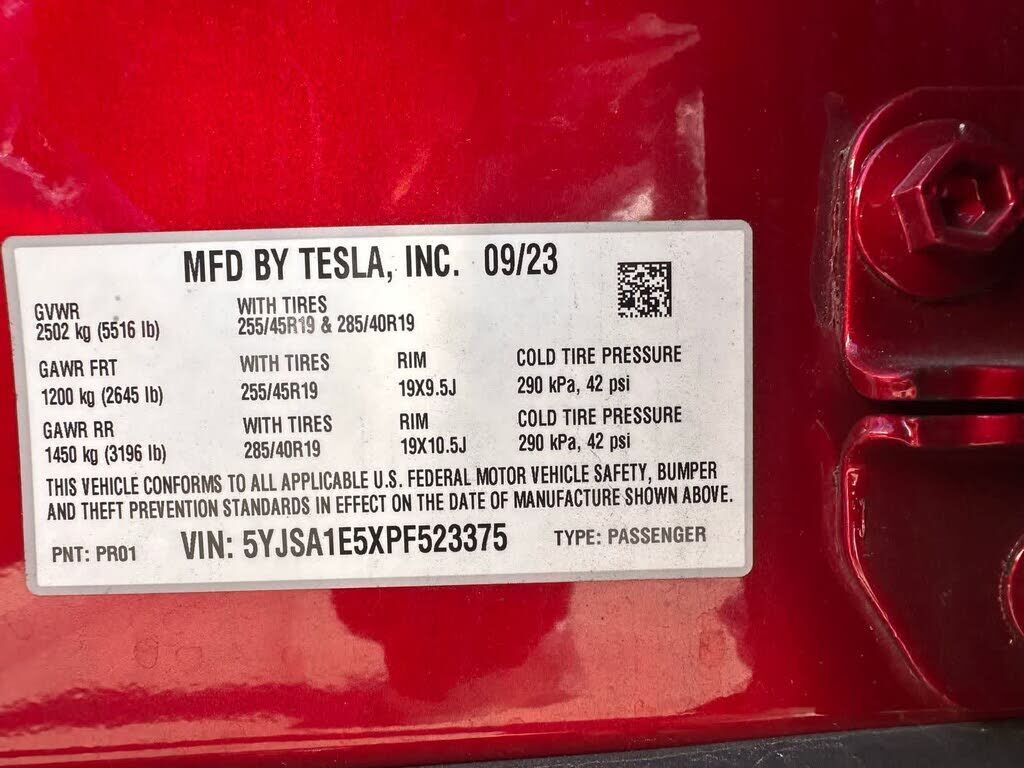 MFD BY TESLA, INC. 09/23
GVWR WITH TIRES
2502 kg (5516 lb) 255/45R19 & 285/40R19
GAWR FRT WITH TIRES RIM COLD TIRE PRESSURE
1200 kg (2645 lb) 255/45R19 19X9.5J 290 kPa, 42 psi
GAWR RR WITH TIRES RIM COLD TIRE PRESSURE
1450 kg (3196 lb) 285/40R19 19X10.5J 290 kPa, 42 psi
THIS VEHICLE CONFORMS TO ALL APPLICABLE U.S. FEDERAL MOTOR VEHICLE SAFETY, BUMPER
AND THEFT PREVENTION STANDARDS IN EFFECT ON THE DATE OF MANUFACTURE SHOWN ABOVE.
PNT: PR01 VIN: 5YJSA1E5XPF523375 TYPE: PASSENGER